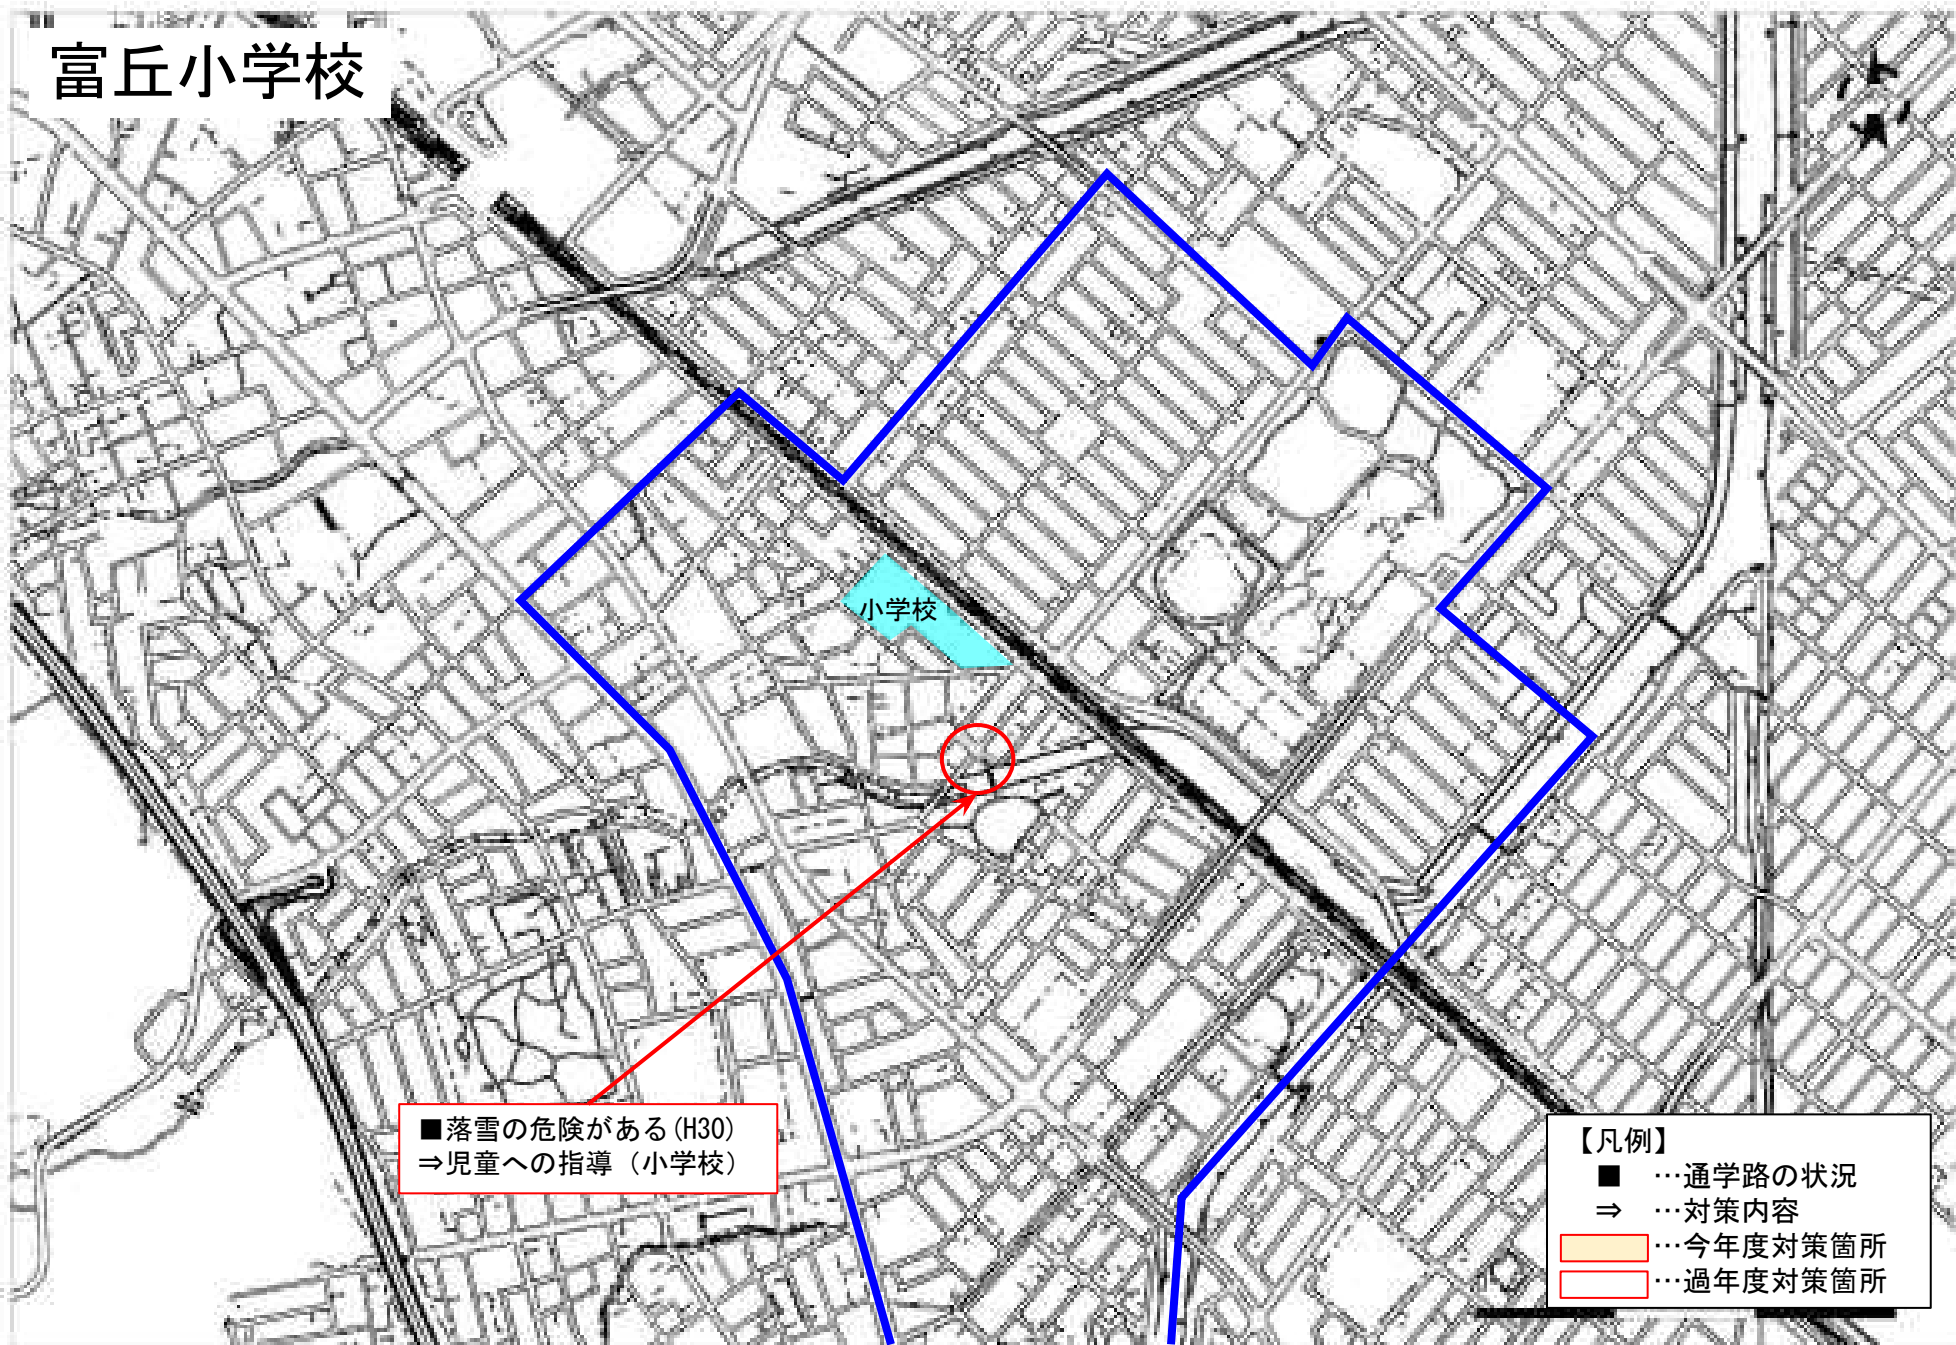 富丘小学校
小学校
■落雪の危険がある(H30)
⇒児童への指導（小学校）
【凡例】
■ …通学路の状況
⇒ …対策内容
…今年度対策箇所
…過年度対策箇所